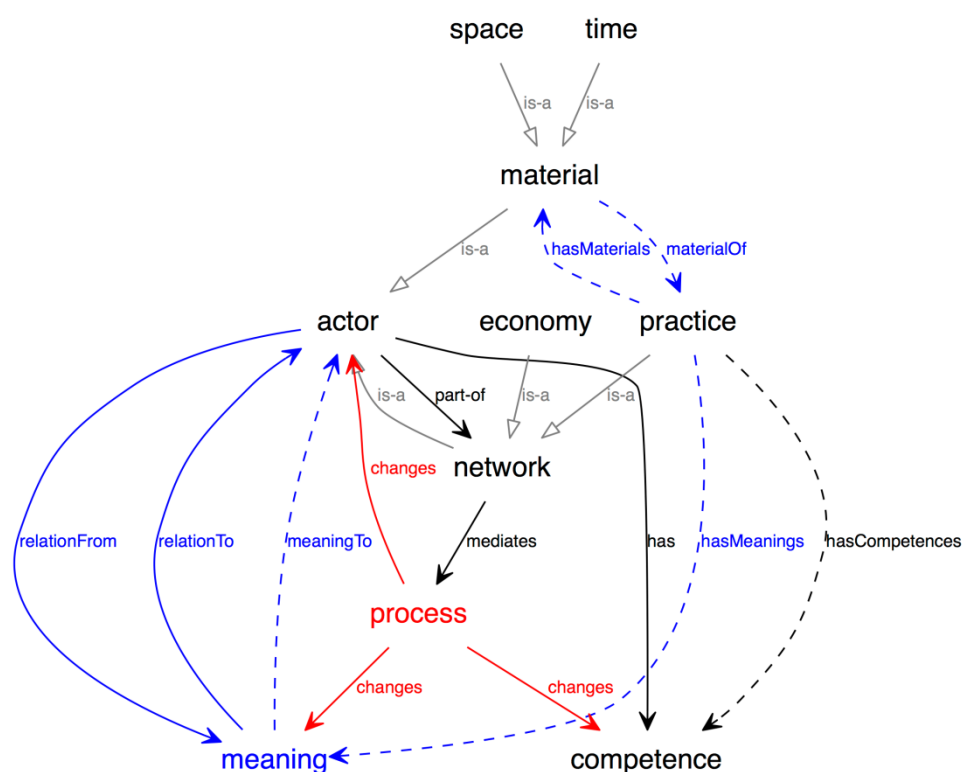 space time
is-a is-a
material
is-a hasMaterials materialOf
actor economy practice
is-a part-of is-a is-a
changes network
relationFrom relationTo meaningTo mediates has hasMeanings hasCompetences
process
changes changes
meaning competence